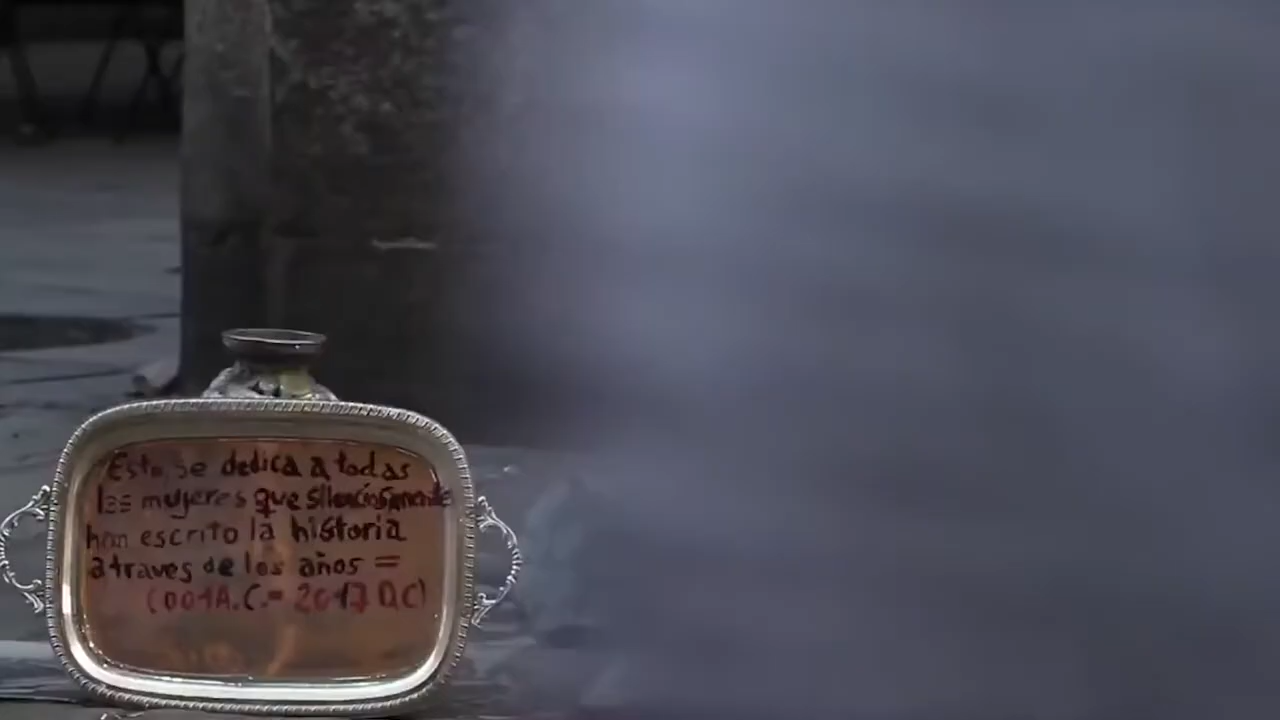 Esto se dedica a todas
las mujeres que silenciosamente
han escrito la historia
a traves de los años =
(001A.C.= 2017 D.C)